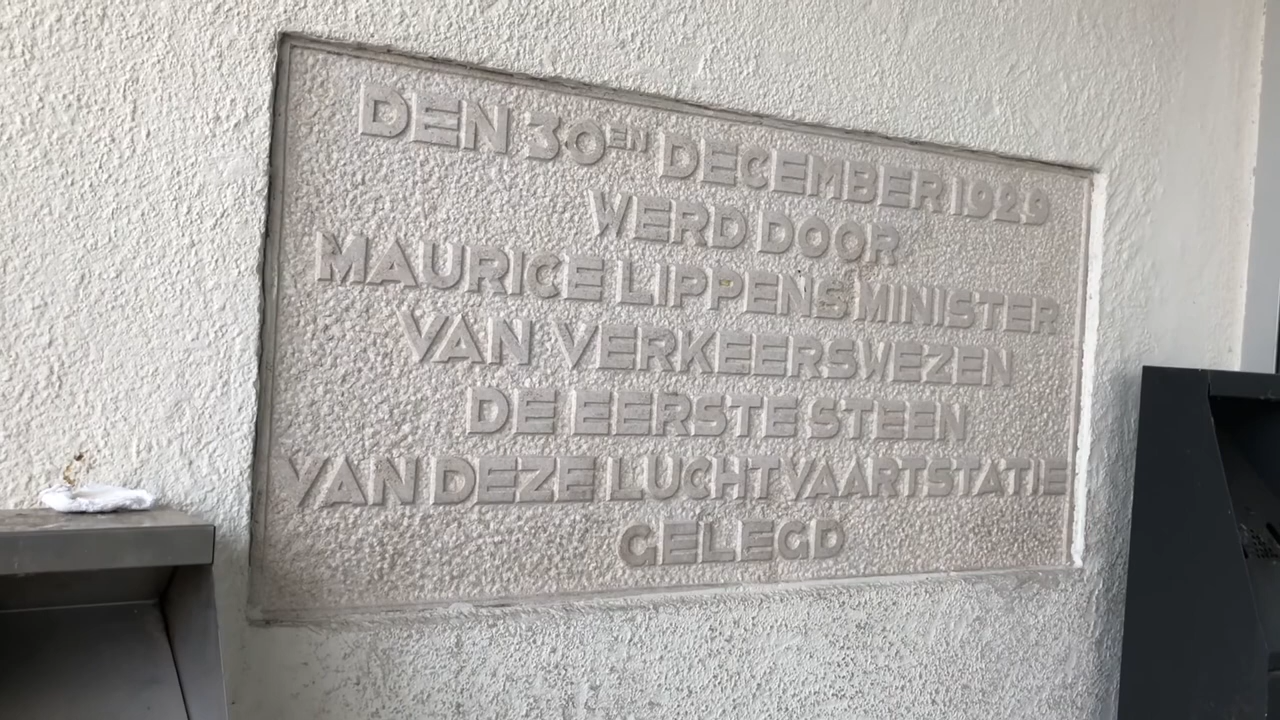 DEN 30EN DECEMBER 1929
WERD DOOR
MAURICE LIPPENS MINISTER
VAN VERKEERSWEZEN
DE EERSTE STEEN
VAN DEZE LUCHTVAARTSTATIE
GELEGD